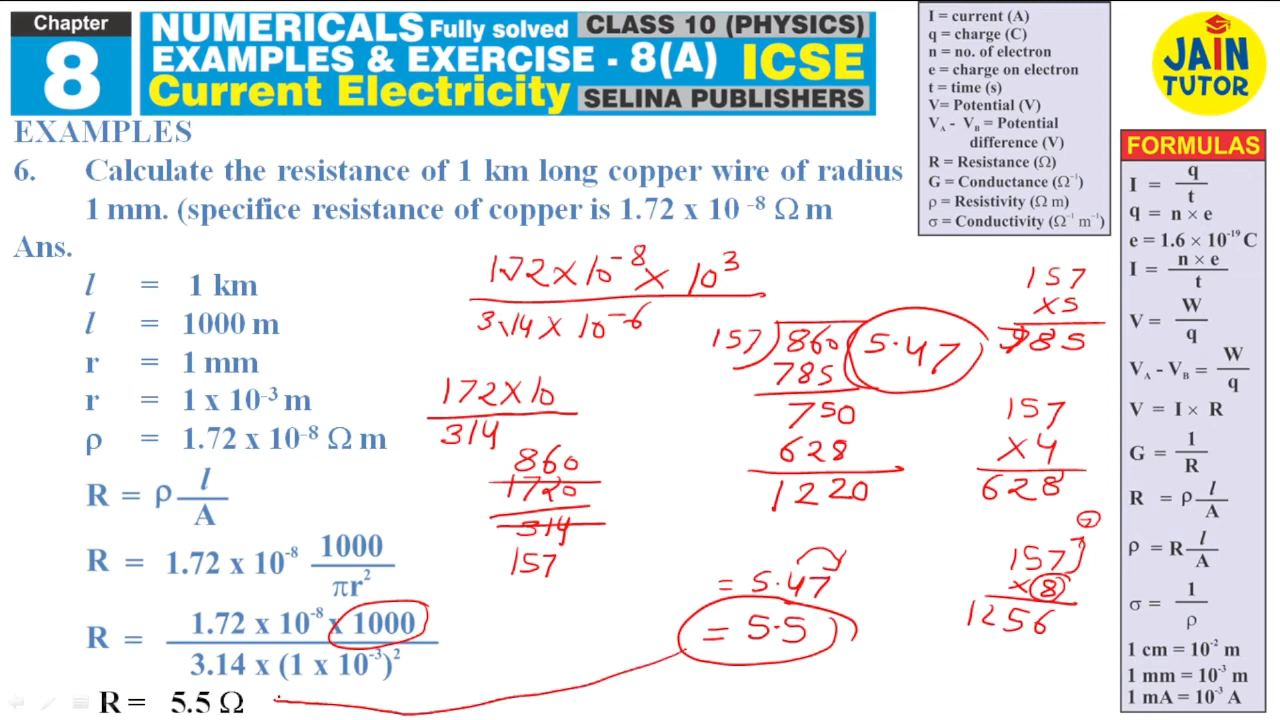 Chapter
8
NUMERICALS Fully solved
EXAMPLES & EXERCISE - 8(A)
Current Electricity
CLASS 10 (PHYSICS)
ICSE
SELINA PUBLISHERS
I = current (A)
q = charge (C)
n = no. of electron
e = charge on electron
t = time (s)
V= Potential (V)
V_A - V_B = Potential
difference (V)
R = Resistance (Ω)
G = Conductance (Ω⁻¹)
ρ = Resistivity (Ω m)
σ = Conductivity (Ω⁻¹ m⁻¹)
JAIN
TUTOR
EXAMPLES
6. Calculate the resistance of 1 km long copper wire of radius
1 mm. (specifice resistance of copper is 1.72 x 10 ⁻⁸ Ω m
Ans.
l = 1 km
l = 1000 m
r = 1 mm
r = 1 x 10⁻³ m
ρ = 1.72 x 10⁻⁸ Ω m
R = ρ l/A
R = 1.72 x 10⁻⁸ 1000/πr²
R = 1.72 x 10⁻⁸ x 1000
3.14 x (1 x 10⁻³)²
R = 5.5 Ω
1.72 × 10⁻⁸ × 10³
3.14 × 10⁻⁶
172 × 10
314
860
1720
314
157
157) 860 (5.47
785
750
628
1220
= 5.47
= 5.5
157
×5
785
157
×4
628
7
157
×8
1256
FORMULAS
I = q/t
q = n × e
e = 1.6 × 10⁻¹⁹ C
I = n × e/t
V = W/q
V_A - V_B = W/q
V = I × R
G = 1/R
R = ρ l/A
ρ = R l/A
σ = 1/ρ
1 cm = 10⁻² m
1 mm = 10⁻³ m
1 mA = 10⁻³ A